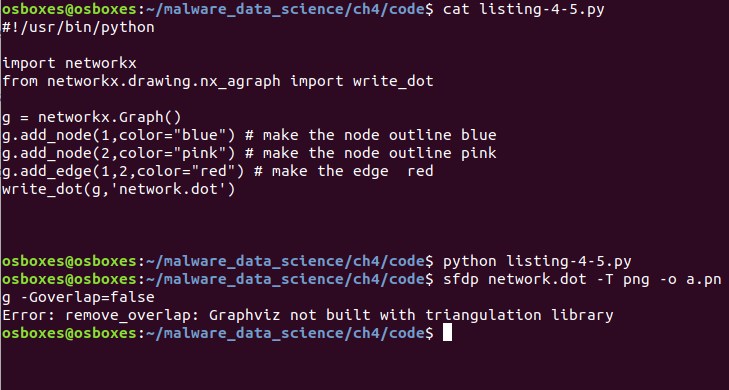 osboxes@osboxes:~/malware_data_science/ch4/code$ cat listing-4-5.py
#!/usr/bin/python
import networkx
from networkx.drawing.nx_agraph import write_dot
g = networkx.Graph()
g.add_node(1,color="blue") # make the node outline blue
g.add_node(2,color="pink") # make the node outline pink
g.add_edge(1,2,color="red") # make the edge  red
write_dot(g,'network.dot')
osboxes@osboxes:~/malware_data_science/ch4/code$ python listing-4-5.py
osboxes@osboxes:~/malware_data_science/ch4/code$ sfdp network.dot -T png -o a.pn
g -Goverlap=false
Error: remove_overlap: Graphviz not built with triangulation library
osboxes@osboxes:~/malware_data_science/ch4/code$